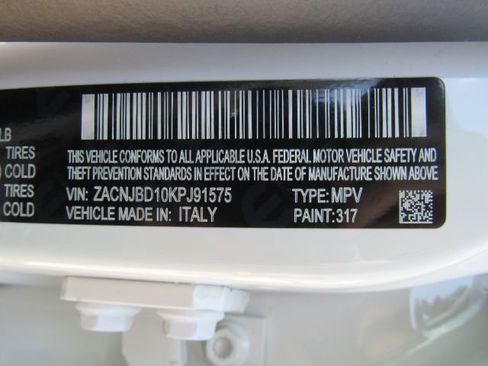 LB
TIRES
COLD
TIRES
COLD
THIS VEHICLE CONFORMS TO ALL APPLICABLE U.S.A. FEDERAL MOTOR VEHICLE SAFETY AND
THEFT PREVENTION STANDARDS IN EFFECT ON THE DATE OF MANUFACTURE SHOWN ABOVE
VIN: ZACNJBD10KPJ91575 TYPE: MPV
VEHICLE MADE IN: ITALY PAINT:317